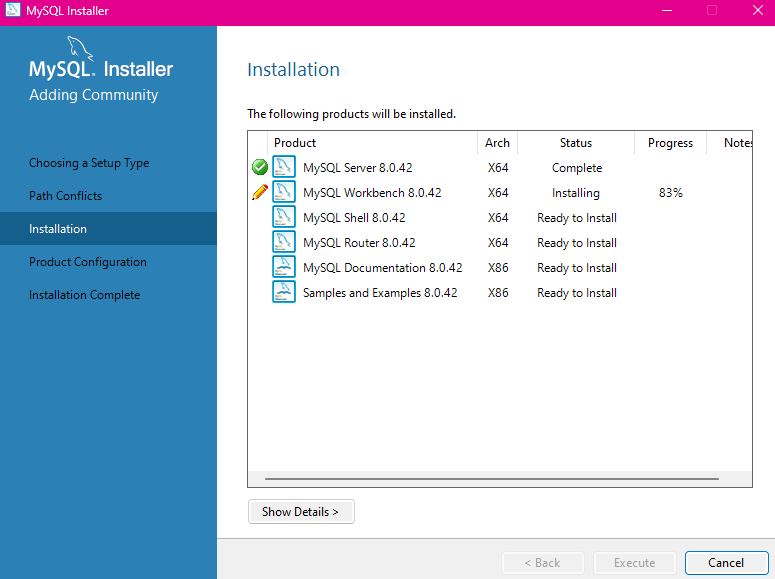 MySQL Installer
MySQL. Installer
Adding Community
Choosing a Setup Type
Path Conflicts
Installation
Product Configuration
Installation Complete
Installation
The following products will be installed.
Product Arch Status Progress Notes
MySQL Server 8.0.42 X64 Complete
MySQL Workbench 8.0.42 X64 Installing 83%
MySQL Shell 8.0.42 X64 Ready to Install
MySQL Router 8.0.42 X64 Ready to Install
MySQL Documentation 8.0.42 X86 Ready to Install
Samples and Examples 8.0.42 X86 Ready to Install
Show Details >
< Back Execute Cancel